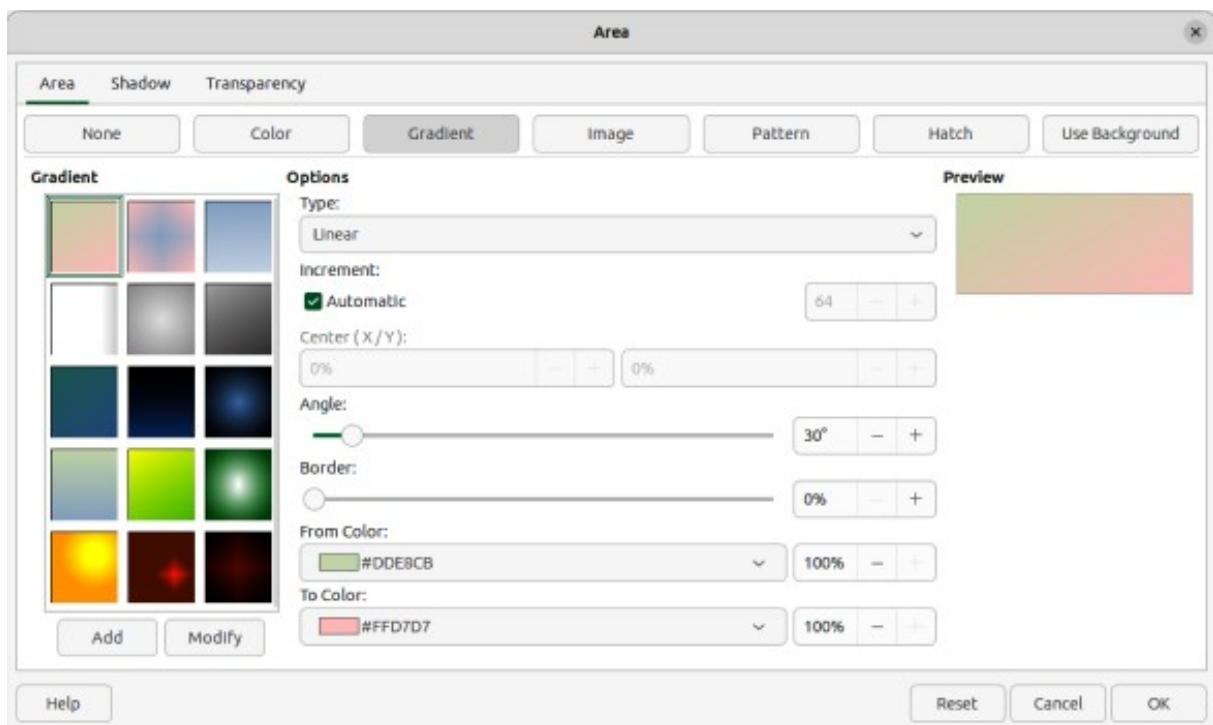 Area
Area Shadow Transparency
None Color Gradient Image Pattern Hatch Use Background
Gradient
Options
Preview
Type:
Linear
Increment:
Automatic 64
Center (X/Y):
0% 0%
Angle:
30°
Border:
0%
From Color:
#DDE8CB 100%
To Color:
#FFD7D7 100%
Add Modify
Help Reset Cancel OK